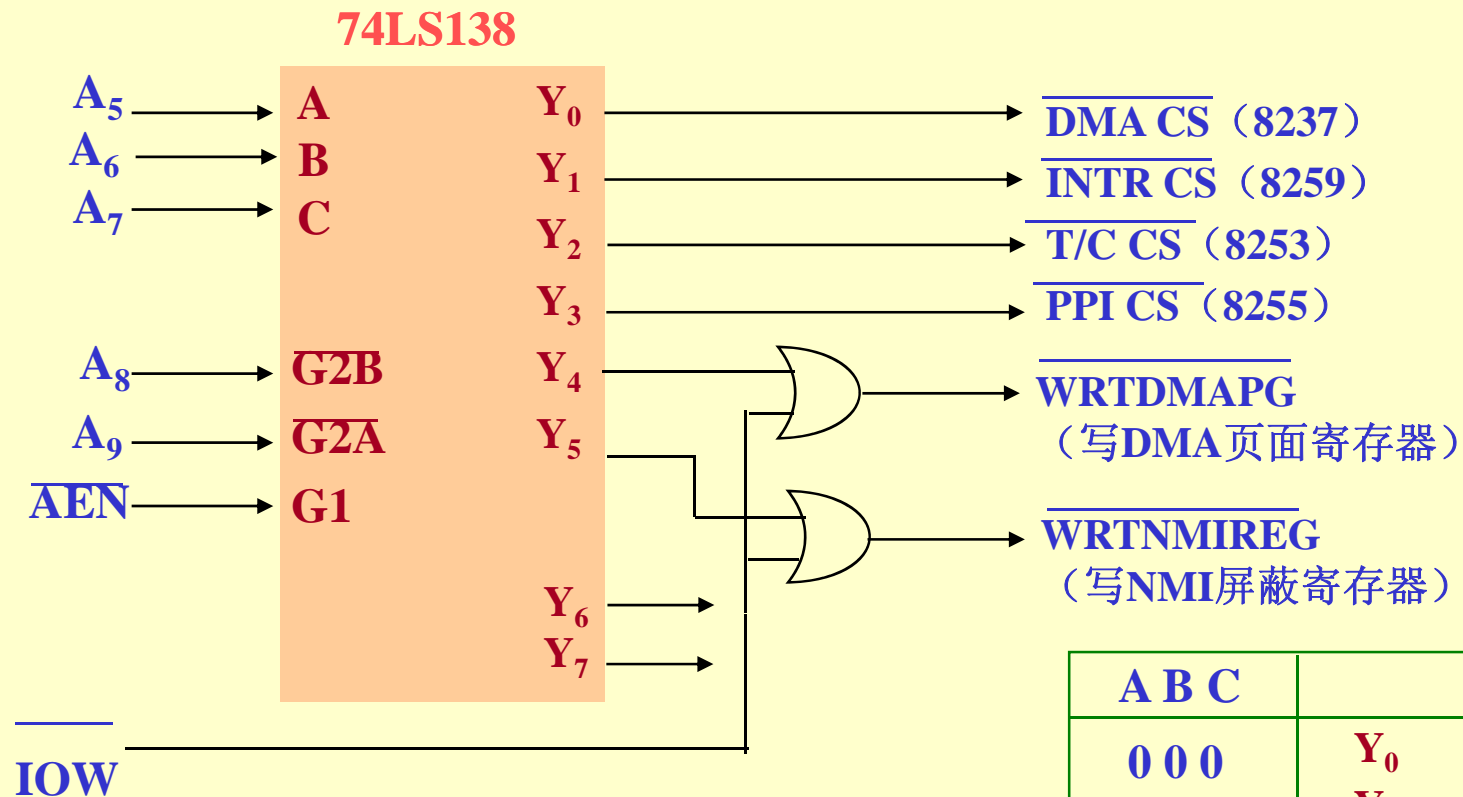 74LS138
A5
A6
A7
A8
A9
AEN
IOW
A
B
C
G2B
G2A
G1
Y0
Y1
Y2
Y3
Y4
Y5
Y6
Y7
DMA CS（8237）
INTR CS（8259）
T/C CS（8253）
PPI CS（8255）
WRTDMAPG
（写DMA页面寄存器）
WRTNMIREG
（写NMI屏蔽寄存器）
A B C
0 0 0 Y0